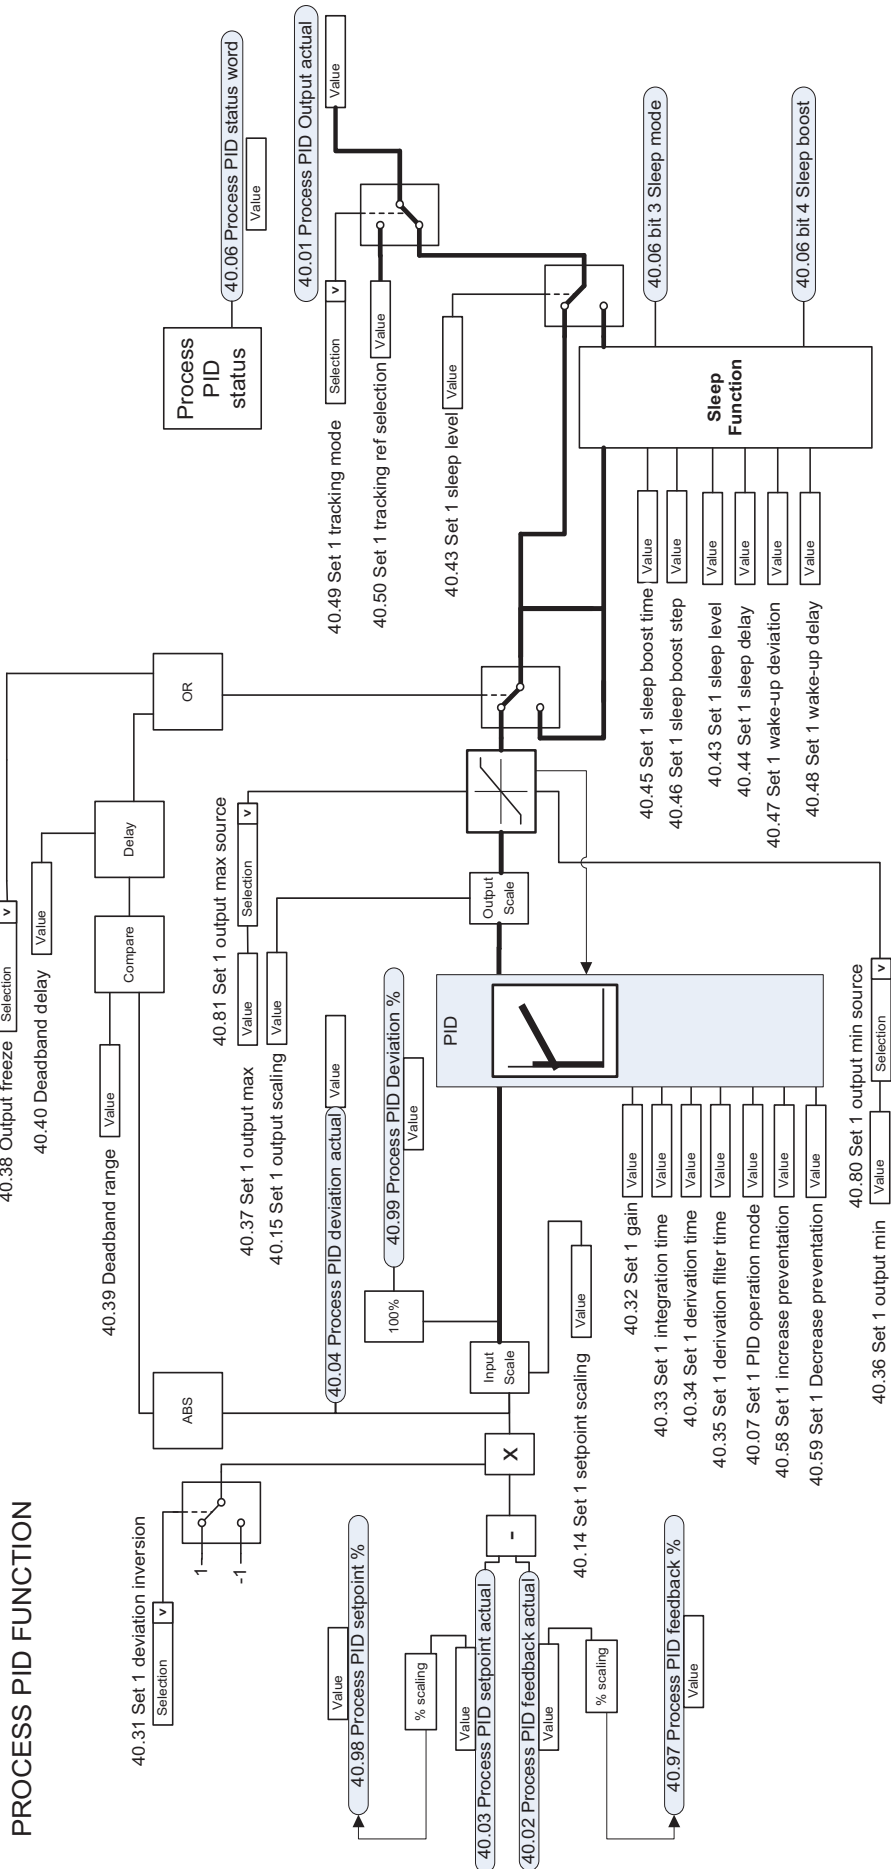 PROCESS PID FUNCTION
40.31 Set 1 deviation inversion
Selection
v
1
-1
Value
40.98 Process PID setpoint %
% scaling
Value
40.03 Process PID setpoint actual
40.02 Process PID feedback actual
Value
% scaling
40.97 Process PID feedback %
Value
-
X
ABS
40.14 Set 1 setpoint scaling
Value
Input
Scale
100%
40.04 Process PID deviation actual
Value
40.99 Process PID Deviation %
Value
40.38 Output freeze
Selection
v
40.40 Deadband delay
Value
40.39 Deadband range
Value
Compare
Delay
OR
40.81 Set 1 output max source
40.37 Set 1 output max
Value
Selection
v
40.15 Set 1 output scaling
Value
PID
Output
Scale
40.32 Set 1 gain
Value
40.33 Set 1 integration time
Value
40.34 Set 1 derivation time
Value
40.35 Set 1 derivation filter time
Value
40.07 Set 1 PID operation mode
Value
40.58 Set 1 increase preventation
Value
40.59 Set 1 Decrease preventation
Value
40.80 Set 1 output min source
40.36 Set 1 output min
Value
Selection
v
Process
PID
status
40.06 Process PID status word
Value
40.01 Process PID Output actual
Value
40.49 Set 1 tracking mode
Selection
v
40.50 Set 1 tracking ref selection
Value
40.43 Set 1 sleep level
Value
Sleep
Function
40.06 bit 3 Sleep mode
40.06 bit 4 Sleep boost
40.45 Set 1 sleep boost time
Value
40.46 Set 1 sleep boost step
Value
40.43 Set 1 sleep level
Value
40.44 Set 1 sleep delay
Value
40.47 Set 1 wake-up deviation
Value
40.48 Set 1 wake-up delay
Value